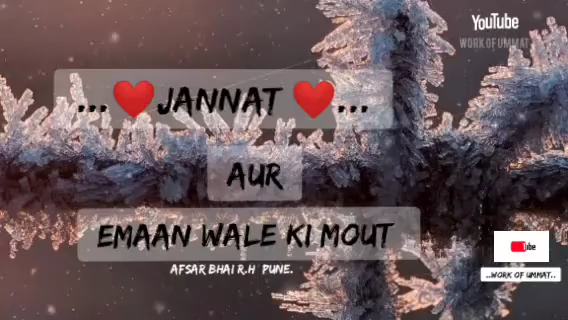 YouTube
WORK OF UMMAT
...❤️JANNAT ❤️...
AUR
EMAAN WALE KI MOUT
AFSAR BHAI R.H PUNE.
..WORK OF UMMAT..